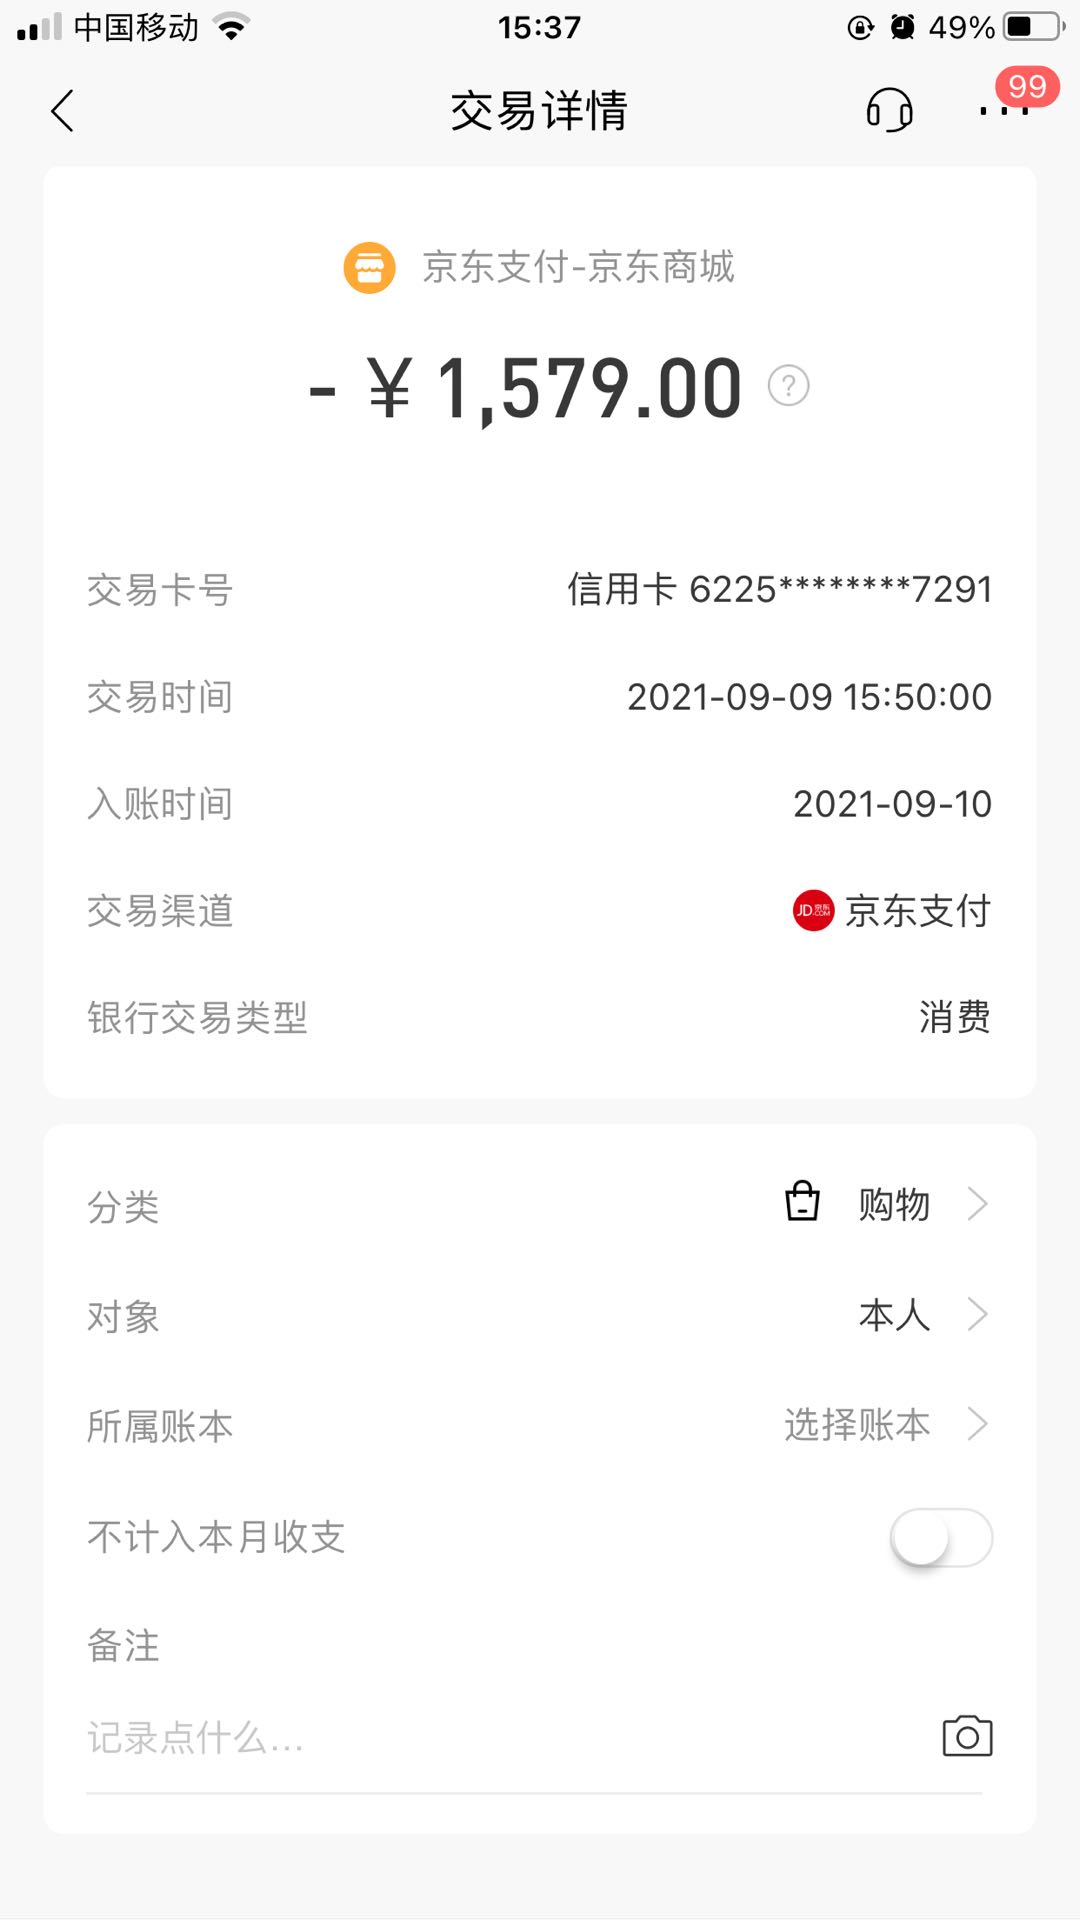 中国移动 15:37 49%
交易详情 99
京东支付-京东商城
- ¥ 1,579.00 ?
交易卡号 信用卡 6225********7291
交易时间 2021-09-09 15:50:00
入账时间 2021-09-10
交易渠道 JD京东.COM 京东支付
银行交易类型 消费
分类 购物
对象 本人
所属账本 选择账本
不计入本月收支
备注
记录点什么...